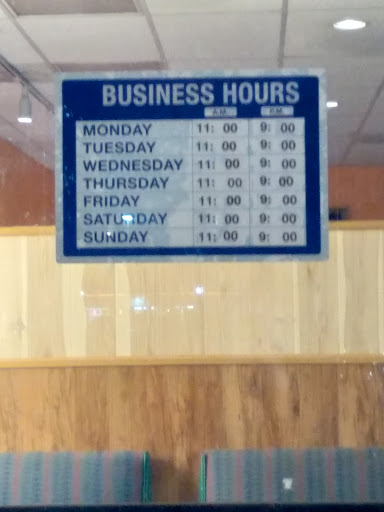 BUSINESS HOURS
A.M. P.M.
MONDAY 11: 00 9: 00
TUESDAY 11: 00 9: 00
WEDNESDAY 11: 00 9: 00
THURSDAY 11: 00 9: 00
FRIDAY 11: 00 9: 00
SATURDAY 11: 00 9: 00
SUNDAY 11: 00 9: 00